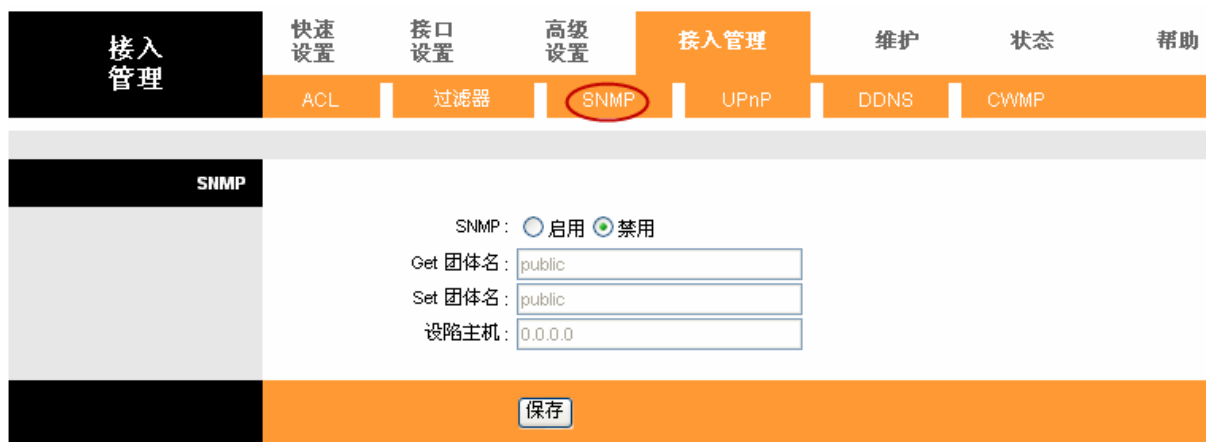 接入
管理
快速
设置
接口
设置
高级
设置
接入管理
维护
状态
帮助
ACL
过滤器
SNMP
UPnP
DDNS
CWMP
SNMP
SNMP: 启用 禁用
Get 团体名: public
Set 团体名: public
设陷主机: 0.0.0.0
保存